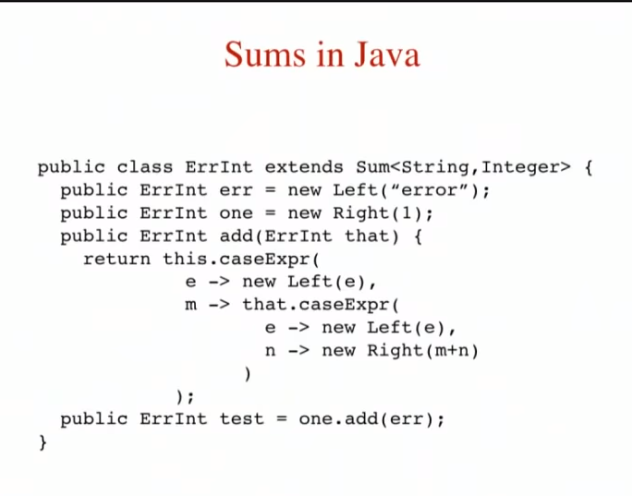 Sums in Java
public class ErrInt extends Sum<String,Integer> {
  public ErrInt err = new Left(“error”);
  public ErrInt one = new Right(1);
  public ErrInt add(ErrInt that) {
    return this.caseExpr(
             e -> new Left(e),
             m -> that.caseExpr(
                    e -> new Left(e),
                    n -> new Right(m+n)
                  )
            );
  public ErrInt test = one.add(err);
}